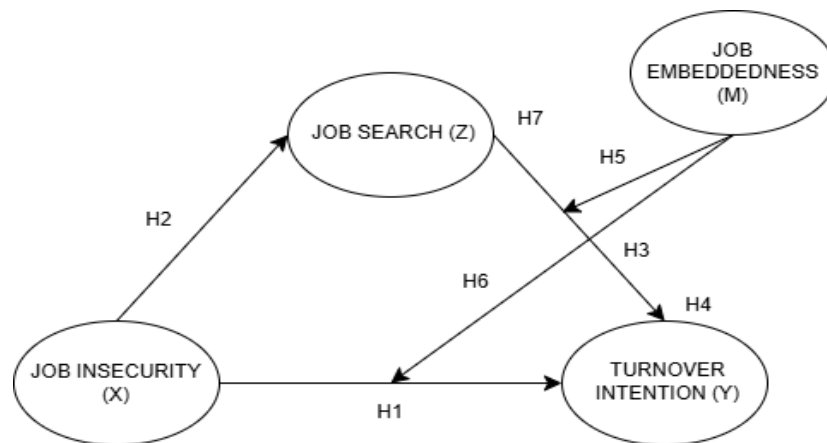 JOB
EMBEDDEDNESS
(M)
JOB SEARCH (Z)
H7
H5
H2
H3
H6
H4
JOB INSECURITY
(X)
TURNOVER
INTENTION (Y)
H1